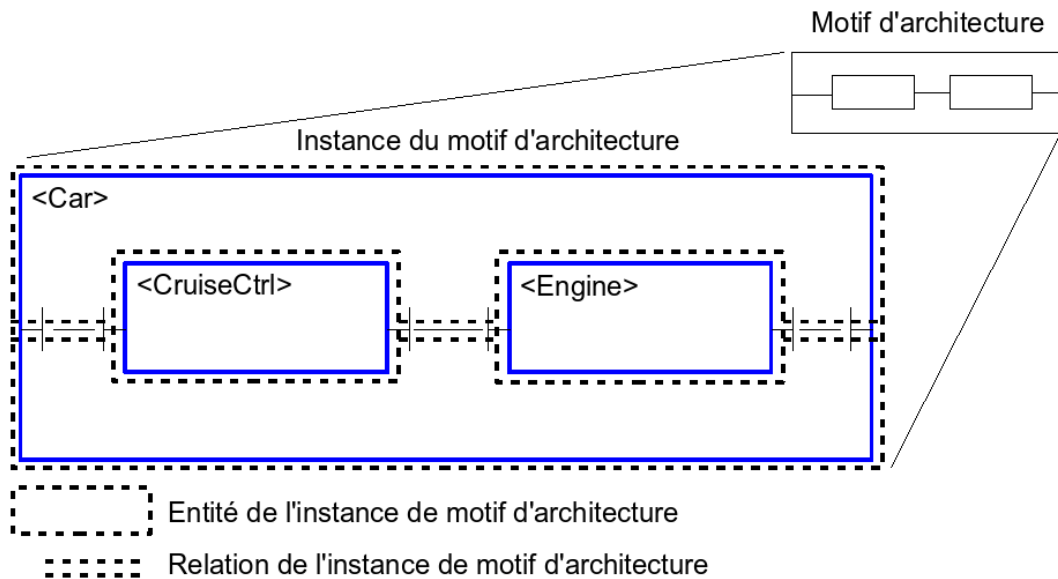 Motif d'architecture
Instance du motif d'architecture
<Car>
<CruiseCtrl>
<Engine>
Entité de l'instance de motif d'architecture
Relation de l'instance de motif d'architecture